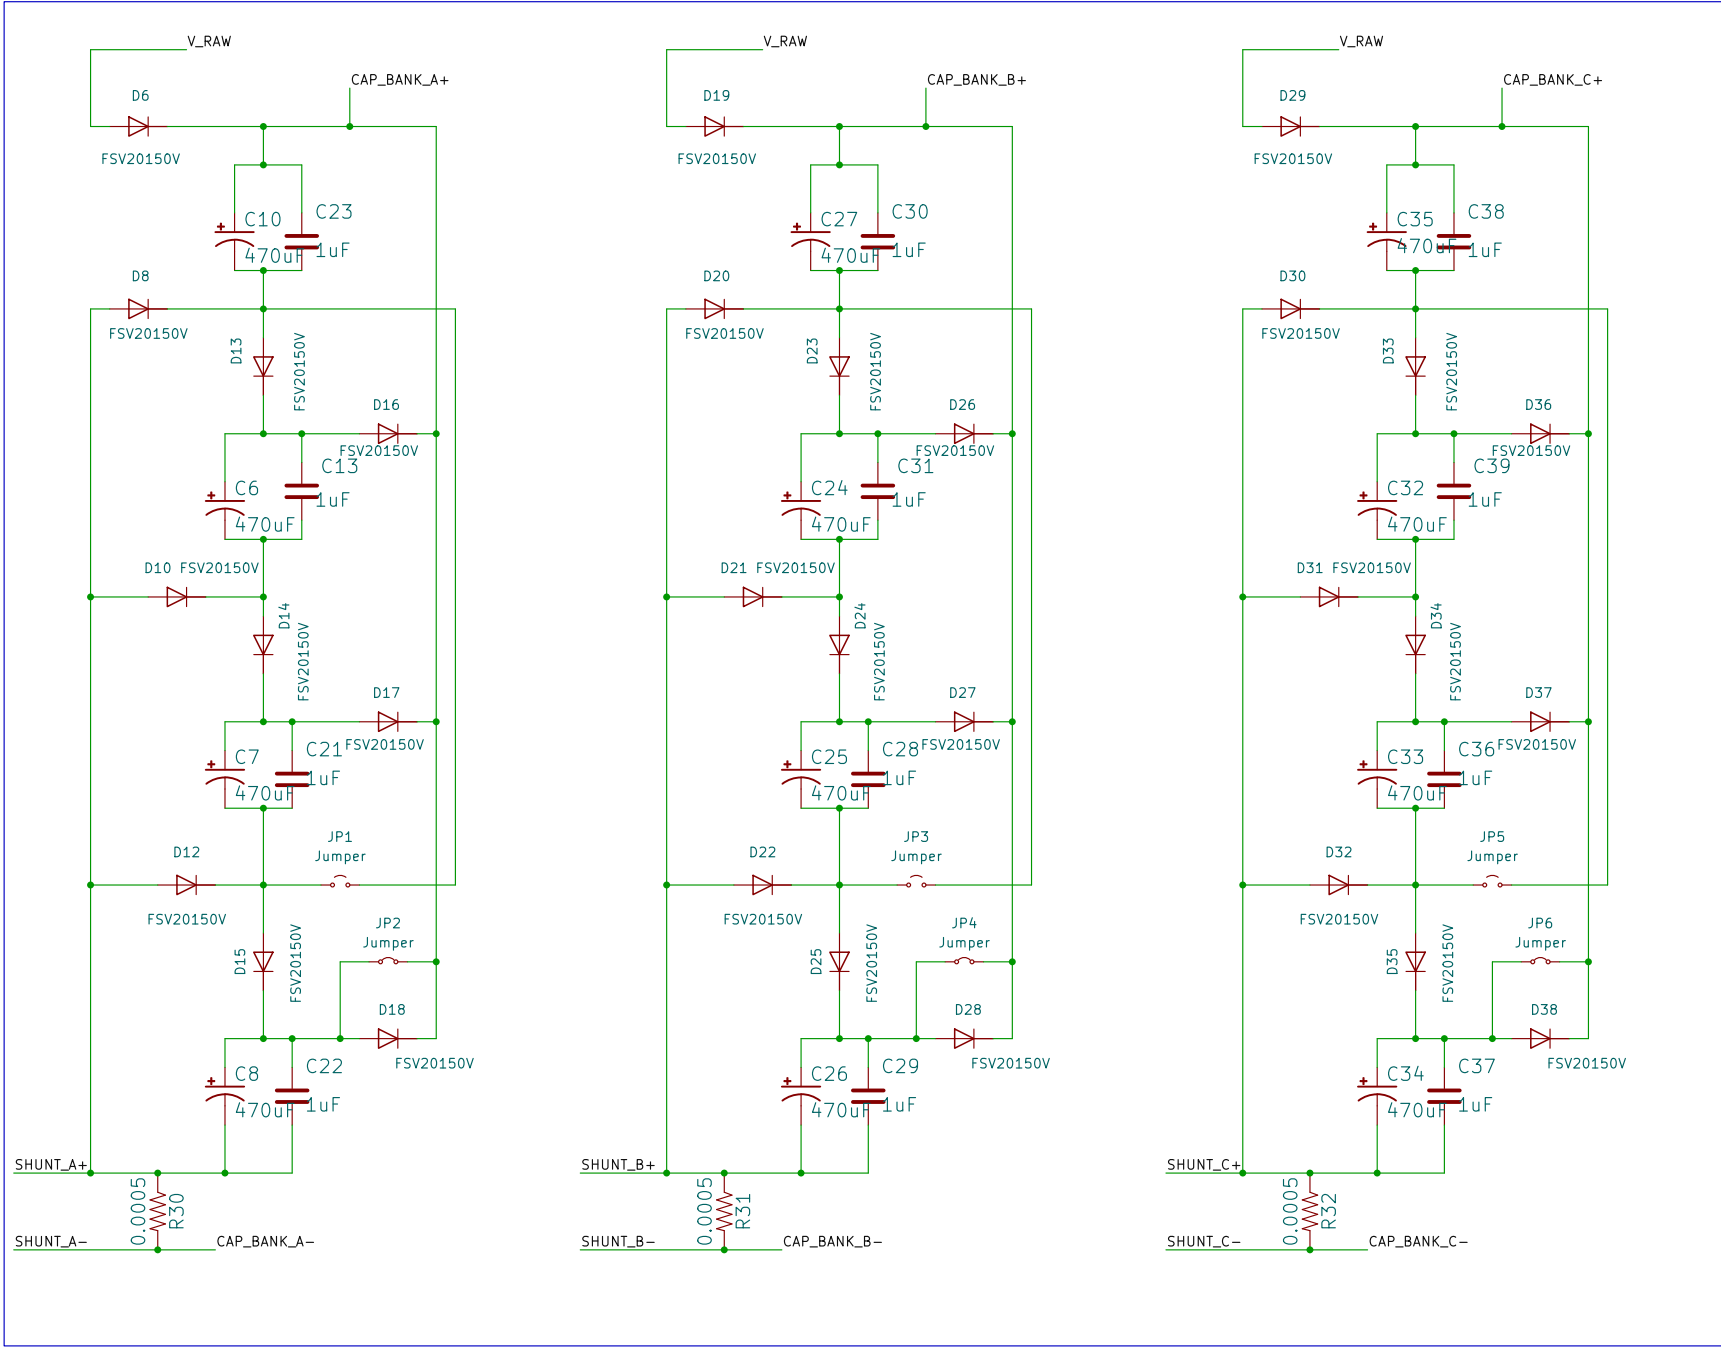 V_RAW
V_RAW
V_RAW
CAP_BANK_A+
CAP_BANK_B+
CAP_BANK_C+
D6
D19
D29
FSV20150V
FSV20150V
FSV20150V
C10
C23
C27
C30
C35
C38
470uF
1uF
470uF
1uF
470uF
1uF
D8
D20
D30
FSV20150V
FSV20150V
FSV20150V
D13
FSV20150V
D23
FSV20150V
D33
FSV20150V
D16
D26
D36
FSV20150V
FSV20150V
FSV20150V
C13
C31
C39
C6
1uF
C24
1uF
C32
1uF
470uF
470uF
470uF
D10 FSV20150V
D21 FSV20150V
D31 FSV20150V
D14
FSV20150V
D24
FSV20150V
D34
FSV20150V
D17
D27
D37
FSV20150V
FSV20150V
FSV20150V
C7
C21
C25
C28
C33
C36
470uF
1uF
470uF
1uF
470uF
1uF
JP1
JP3
JP5
Jumper
Jumper
Jumper
D12
D22
D32
FSV20150V
FSV20150V
FSV20150V
JP2
JP4
JP6
Jumper
Jumper
Jumper
D15
FSV20150V
D25
FSV20150V
D35
FSV20150V
D18
D28
D38
FSV20150V
FSV20150V
FSV20150V
C8
C22
C26
C29
C34
C37
470uF
1uF
470uF
1uF
470uF
1uF
SHUNT_A+
SHUNT_B+
SHUNT_C+
0.0005
R30
0.0005
R31
0.0005
R32
SHUNT_A-
CAP_BANK_A-
SHUNT_B-
CAP_BANK_B-
SHUNT_C-
CAP_BANK_C-